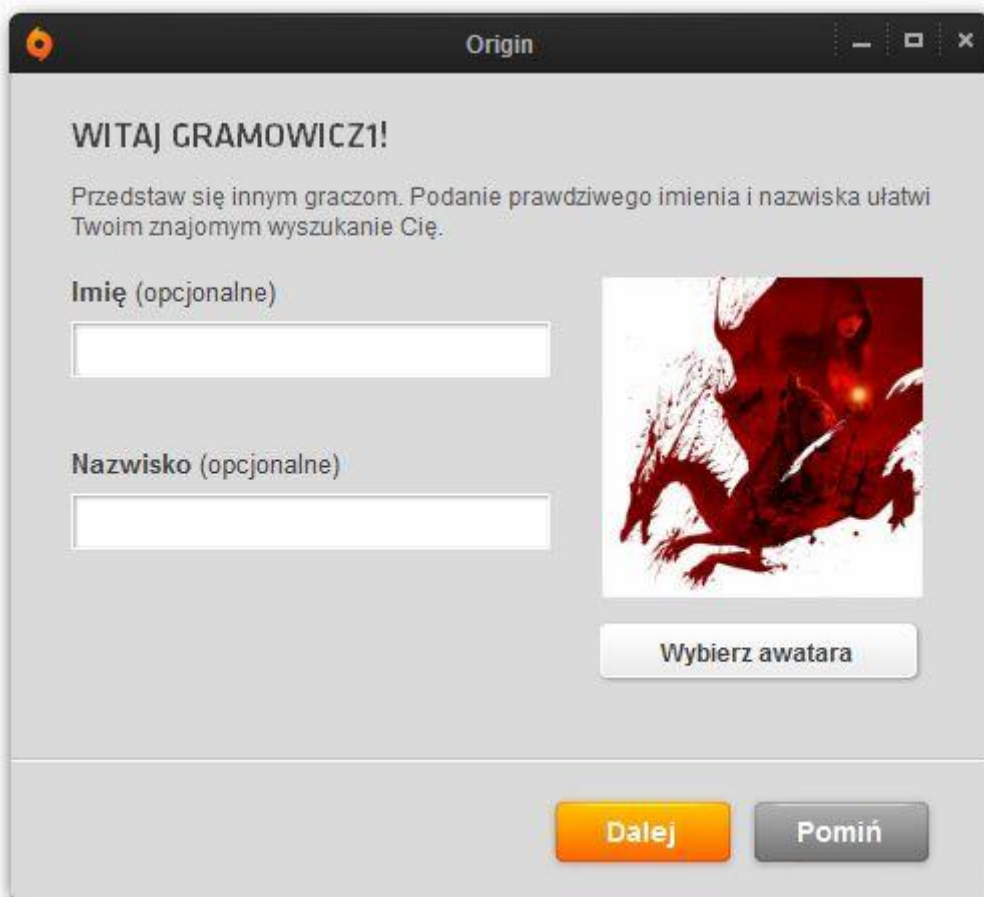 Origin
WITAJ GRAMOWICZ1!
Przedstaw się innym graczom. Podanie prawdziwego imienia i nazwiska ułatwi
Twoim znajomym wyszukanie Cię.
Imię (opcjonalne)
Nazwisko (opcjonalne)
Wybierz awatara
Dalej
Pomiń